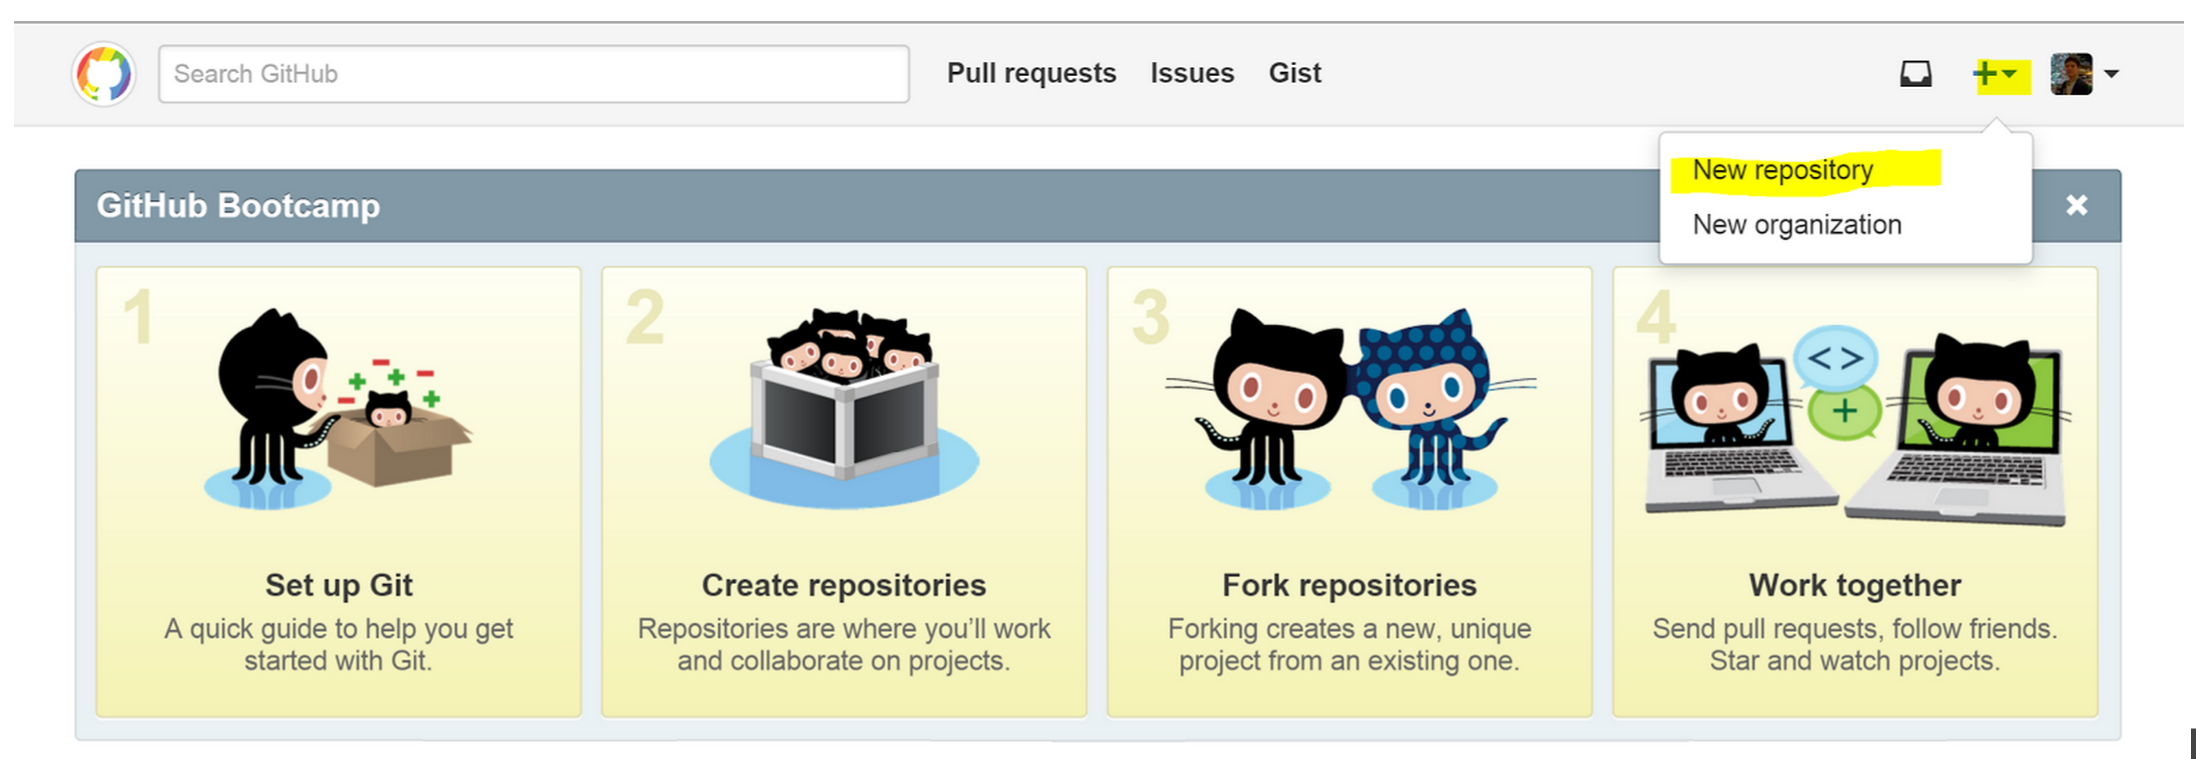 Search GitHub
Pull requests
Issues
Gist
New repository
New organization
GitHub Bootcamp
1
Set up Git
A quick guide to help you get
started with Git.
2
Create repositories
Repositories are where you’ll work
and collaborate on projects.
3
Fork repositories
Forking creates a new, unique
project from an existing one.
4
Work together
Send pull requests, follow friends.
Star and watch projects.